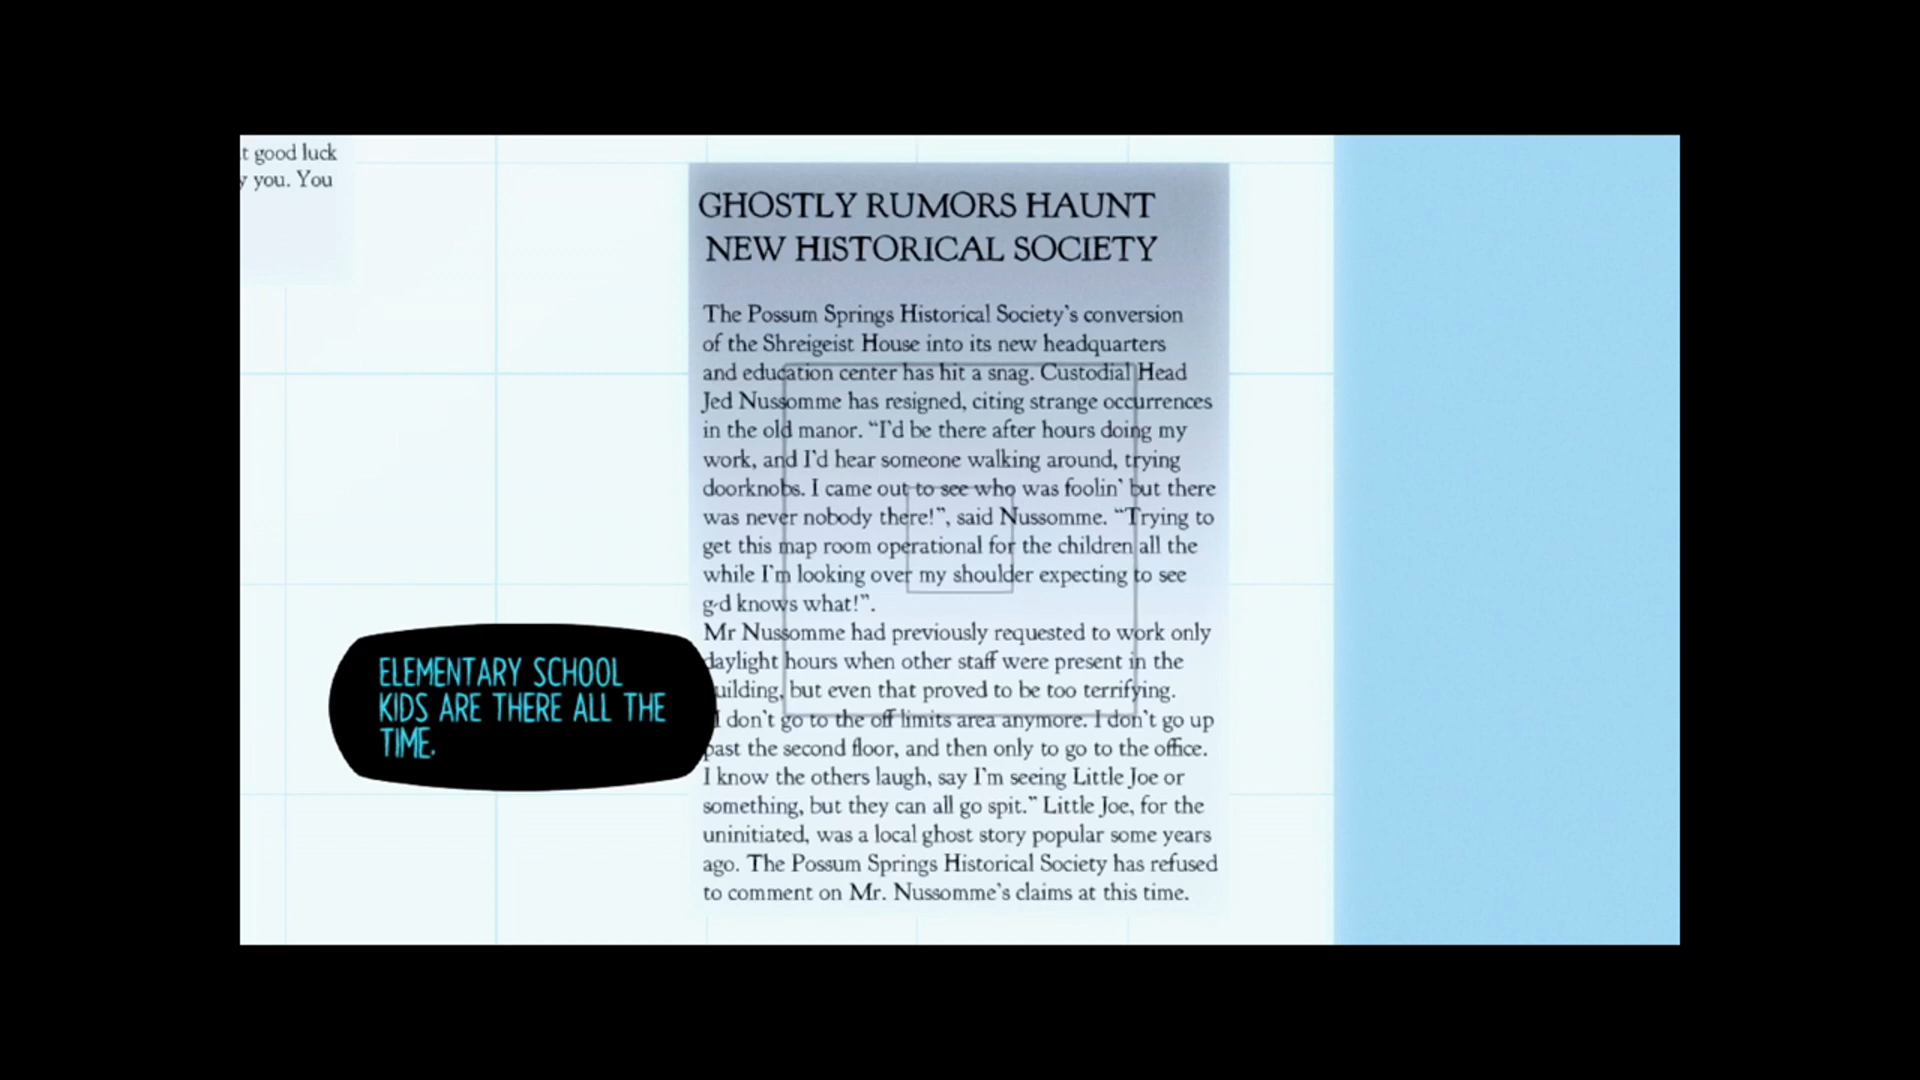 t good luck
y you. You
GHOSTLY RUMORS HAUNT
NEW HISTORICAL SOCIETY
The Possum Springs Historical Society's conversion
of the Shreigeist House into its new headquarters
and education center has hit a snag. Custodial Head
Jed Nussomme has resigned, citing strange occurrences
in the old manor. “I'd be there after hours doing my
work, and I'd hear someone walking around, trying
doorknobs. I came out to see who was foolin' but there
was never nobody there!”, said Nussomme. “Trying to
get this map room operational for the children all the
while I'm looking over my shoulder expecting to see
g-d knows what!”.
Mr Nussomme had previously requested to work only
daylight hours when other staff were present in the
uilding, but even that proved to be too terrifying.
I don't go to the off limits area anymore. I don't go up
past the second floor, and then only to go to the office.
I know the others laugh, say I'm seeing Little Joe or
something, but they can all go spit.” Little Joe, for the
uninitiated, was a local ghost story popular some years
ago. The Possum Springs Historical Society has refused
to comment on Mr. Nussomme's claims at this time.
ELEMENTARY SCHOOL
KIDS ARE THERE ALL THE
TIME.